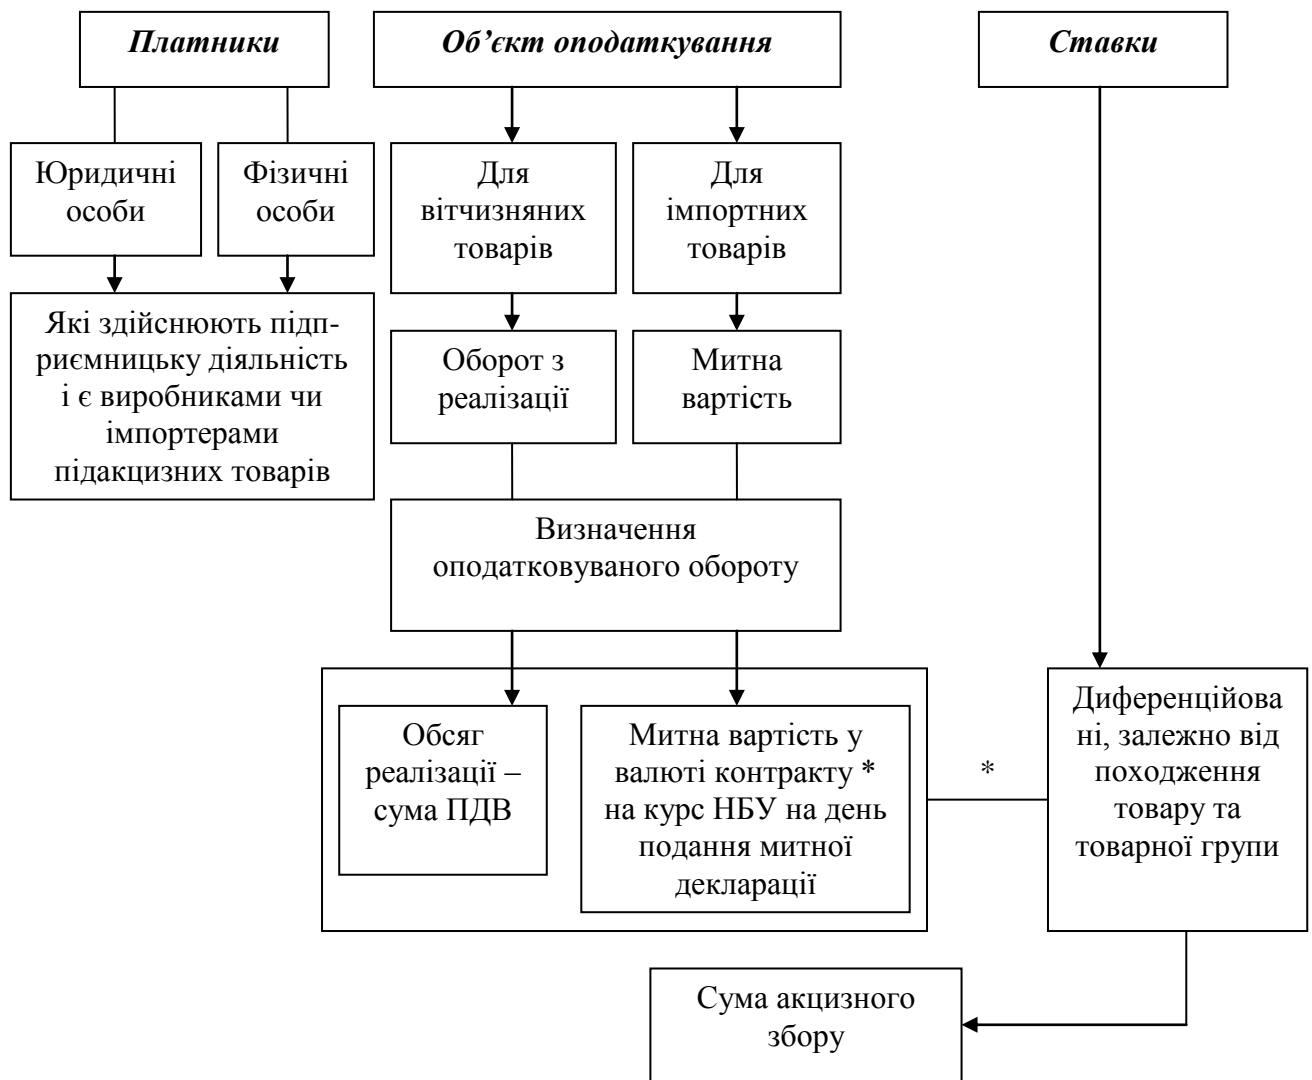 Платники
Об’єкт оподаткування
Ставки
Юридичні
особи
Фізичні
особи
Для
вітчизняних
товарів
Для
імпортних
товарів
Які здійснюють підп-
риємницьку діяльність
і є виробниками чи
імпортерами
підакцизних товарів
Оборот з
реалізації
Митна
вартість
Визначення
оподатковуваного обороту
Обсяг
реалізації –
сума ПДВ
Митна вартість у
валюті контракту *
на курс НБУ на день
подання митної
декларації
*
Диференційова
ні, залежно від
походження
товару та
товарної групи
Сума акцизного
збору